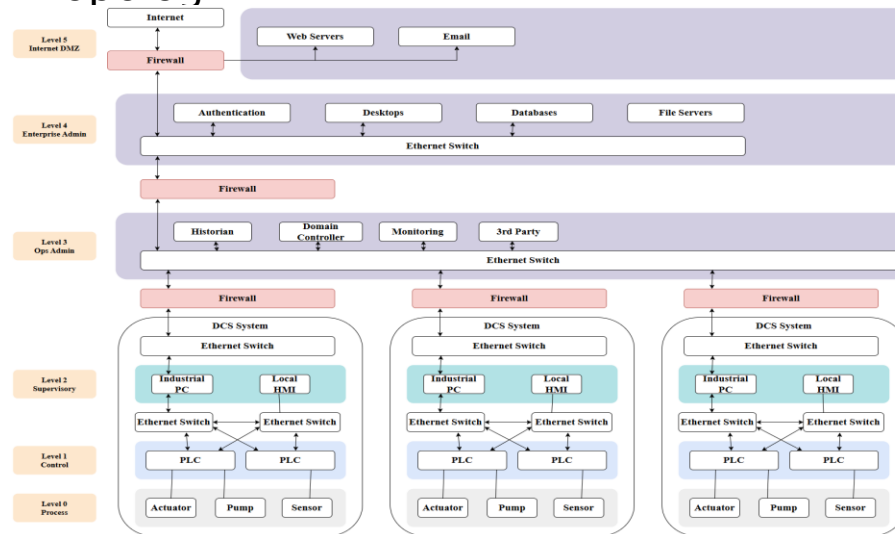 Internet
Level 5
Internet DMZ
Web Servers
Email
Firewall
Level 4
Enterprise Admin
Authentication
Desktops
Databases
File Servers
Ethernet Switch
Firewall
Level 3
Ops Admin
Historian
Domain
Controller
Monitoring
3rd Party
Ethernet Switch
Firewall
Firewall
Firewall
DCS System
DCS System
DCS System
Ethernet Switch
Ethernet Switch
Ethernet Switch
Level 2
Supervisory
Industrial
PC
Local
HMI
Industrial
PC
Local
HMI
Industrial
PC
Local
HMI
Ethernet Switch
Ethernet Switch
Ethernet Switch
Ethernet Switch
Ethernet Switch
Ethernet Switch
Level 1
Control
PLC
PLC
PLC
PLC
PLC
PLC
Level 0
Process
Actuator
Pump
Sensor
Actuator
Pump
Sensor
Actuator
Pump
Sensor